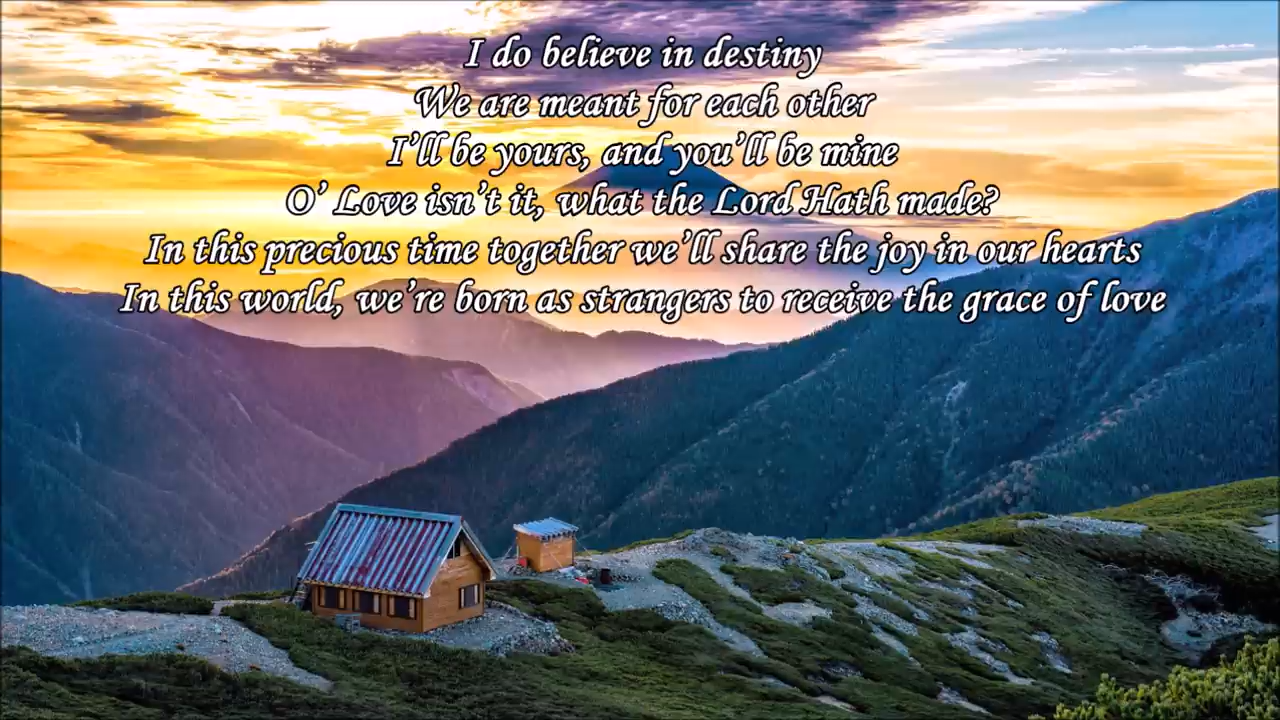 I do believe in destiny
We are meant for each other
I’ll be yours, and you’ll be mine
O’ Love isn’t it, what the Lord Hath made?
In this precious time together we’ll share the joy in our hearts
In this world, we’re born as strangers to receive the grace of love